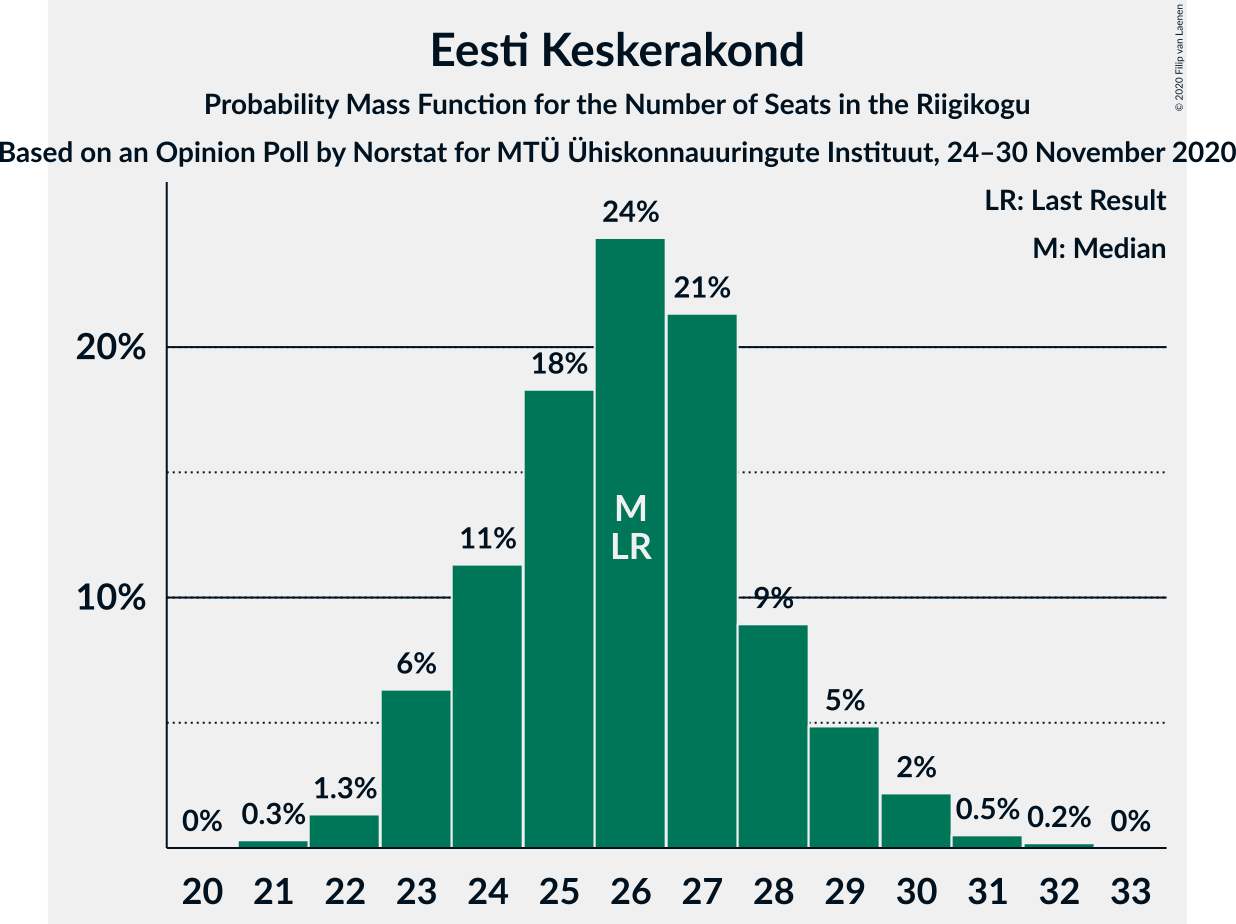 Eesti Keskerakond
Probability Mass Function for the Number of Seats in the Riigikogu
Based on an Opinion Poll by Norstat for MTÜ Ühiskonnauuringute Instituut, 24–30 November 2020
© 2020 Filip van Laenen
LR: Last Result
M: Median
20%
10%
0%
0.3%
1.3%
6%
11%
18%
24%
21%
9%
5%
2%
0.5%
0.2%
0%
M
LR
20 21 22 23 24 25 26 27 28 29 30 31 32 33